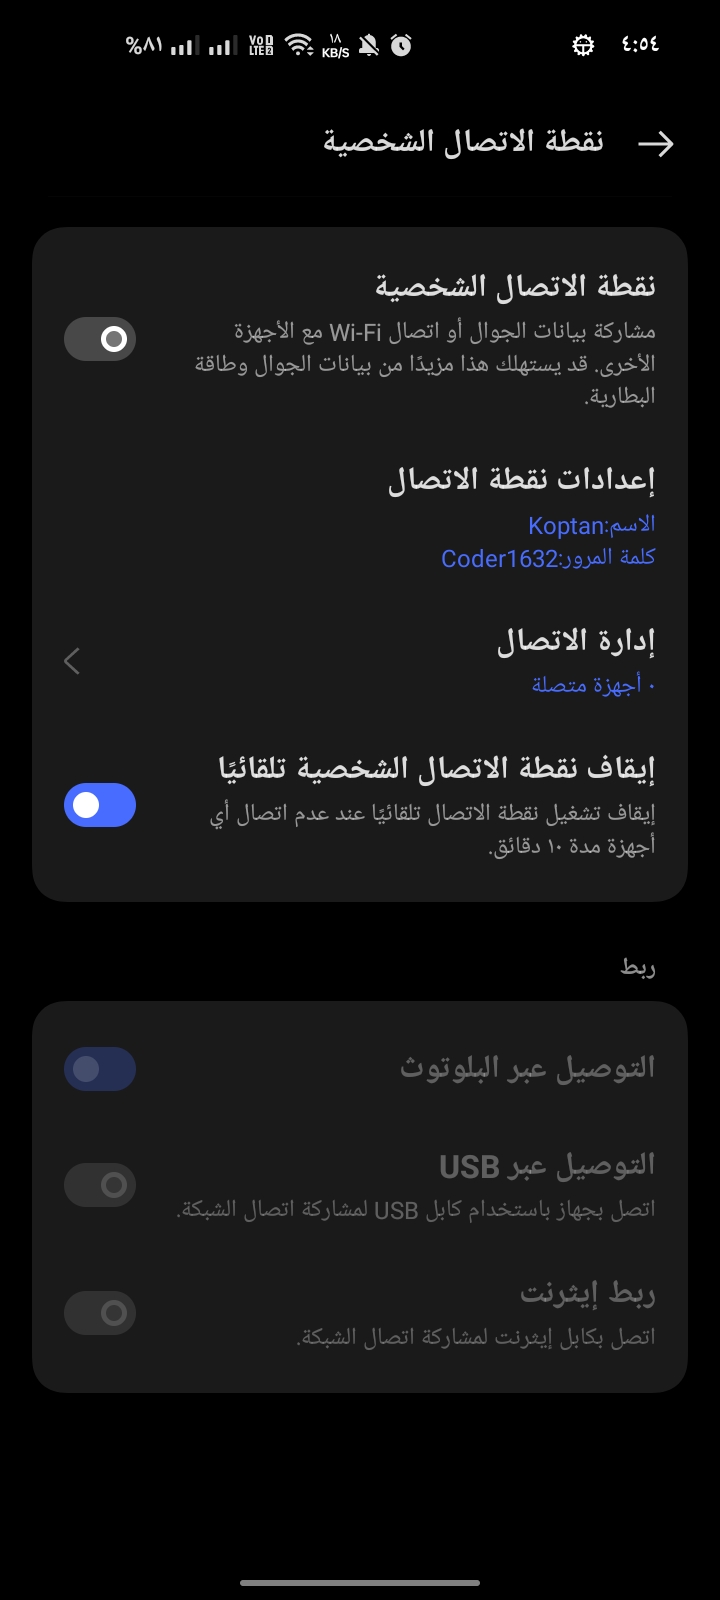 ٤:٥٤ ١٨ KB/S VoD LTE2 %٨١
نقطة الاتصال الشخصية
نقطة الاتصال الشخصية
مشاركة بيانات الجوال أو اتصال Wi-Fi مع الأجهزة
الأخرى. قد يستهلك هذا مزيدًا من بيانات الجوال وطاقة
البطارية.
إعدادات نقطة الاتصال
الاسم:Koptan
كلمة المرور:Coder1632
إدارة الاتصال
٠ أجهزة متصلة
إيقاف نقطة الاتصال الشخصية تلقائيًا
إيقاف تشغيل نقطة الاتصال تلقائيًا عند عدم اتصال أي
أجهزة مدة ١٠ دقائق.
ربط
التوصيل عبر البلوتوث
التوصيل عبر USB
اتصل بجهاز باستخدام كابل USB لمشاركة اتصال الشبكة.
ربط إيثرنت
اتصل بكابل إيثرنت لمشاركة اتصال الشبكة.